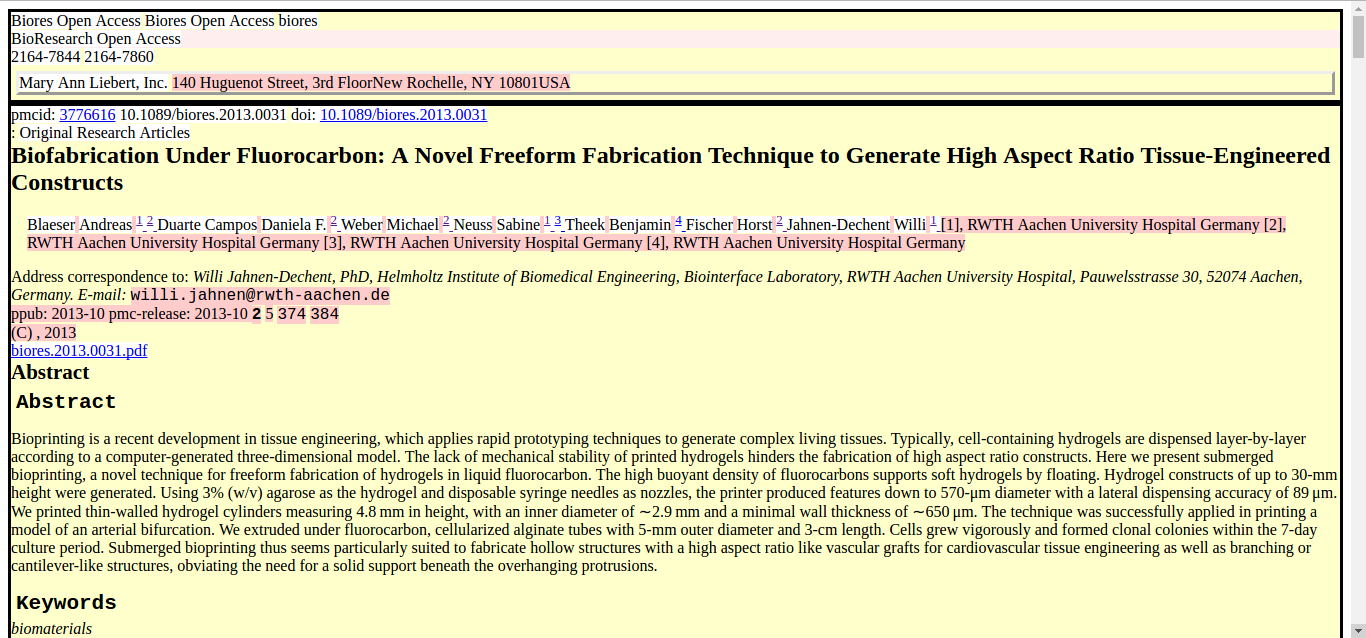 Biores Open Access Biores Open Access biores
BioResearch Open Access
2164-7844 2164-7860
Mary Ann Liebert, Inc. 140 Huguenot Street, 3rd FloorNew Rochelle, NY 10801USA
pmcid: 3776616 10.1089/biores.2013.0031 doi: 10.1089/biores.2013.0031
: Original Research Articles
Biofabrication Under Fluorocarbon: A Novel Freeform Fabrication Technique to Generate High Aspect Ratio Tissue-Engineered
Constructs
Blaeser Andreas 1 2 Duarte Campos Daniela F. 2 Weber Michael 2 Neuss Sabine 1 3 Theek Benjamin 4 Fischer Horst 2 Jahnen-Dechent Willi 1 [1], RWTH Aachen University Hospital Germany [2],
RWTH Aachen University Hospital Germany [3], RWTH Aachen University Hospital Germany [4], RWTH Aachen University Hospital Germany
Address correspondence to: Willi Jahnen-Dechent, PhD, Helmholtz Institute of Biomedical Engineering, Biointerface Laboratory, RWTH Aachen University Hospital, Pauwelsstrasse 30, 52074 Aachen,
Germany. E-mail: willi.jahnen@rwth-aachen.de
ppub: 2013-10 pmc-release: 2013-10 2 5 374 384
(C) , 2013
biores.2013.0031.pdf
Abstract
Abstract
Bioprinting is a recent development in tissue engineering, which applies rapid prototyping techniques to generate complex living tissues. Typically, cell-containing hydrogels are dispensed layer-by-layer
according to a computer-generated three-dimensional model. The lack of mechanical stability of printed hydrogels hinders the fabrication of high aspect ratio constructs. Here we present submerged
bioprinting, a novel technique for freeform fabrication of hydrogels in liquid fluorocarbon. The high buoyant density of fluorocarbons supports soft hydrogels by floating. Hydrogel constructs of up to 30-mm
height were generated. Using 3% (w/v) agarose as the hydrogel and disposable syringe needles as nozzles, the printer produced features down to 570-μm diameter with a lateral dispensing accuracy of 89 μm.
We printed thin-walled hydrogel cylinders measuring 4.8 mm in height, with an inner diameter of ∼2.9 mm and a minimal wall thickness of ∼650 μm. The technique was successfully applied in printing a
model of an arterial bifurcation. We extruded under fluorocarbon, cellularized alginate tubes with 5-mm outer diameter and 3-cm length. Cells grew vigorously and formed clonal colonies within the 7-day
culture period. Submerged bioprinting thus seems particularly suited to fabricate hollow structures with a high aspect ratio like vascular grafts for cardiovascular tissue engineering as well as branching or
cantilever-like structures, obviating the need for a solid support beneath the overhanging protrusions.
Keywords
biomaterials